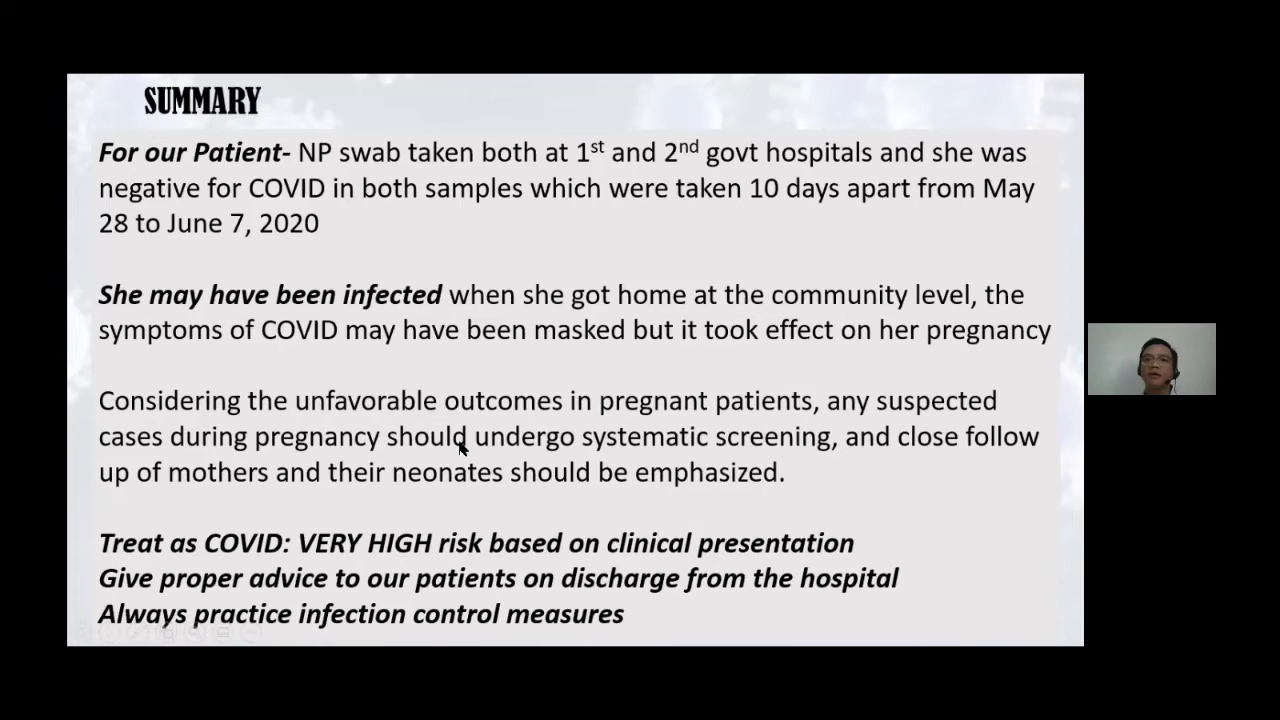 SUMMARY
For our Patient- NP swab taken both at 1st and 2nd govt hospitals and she was
negative for COVID in both samples which were taken 10 days apart from May
28 to June 7, 2020
She may have been infected when she got home at the community level, the
symptoms of COVID may have been masked but it took effect on her pregnancy
Considering the unfavorable outcomes in pregnant patients, any suspected
cases during pregnancy should undergo systematic screening, and close follow
up of mothers and their neonates should be emphasized.
Treat as COVID: VERY HIGH risk based on clinical presentation
Give proper advice to our patients on discharge from the hospital
Always practice infection control measures